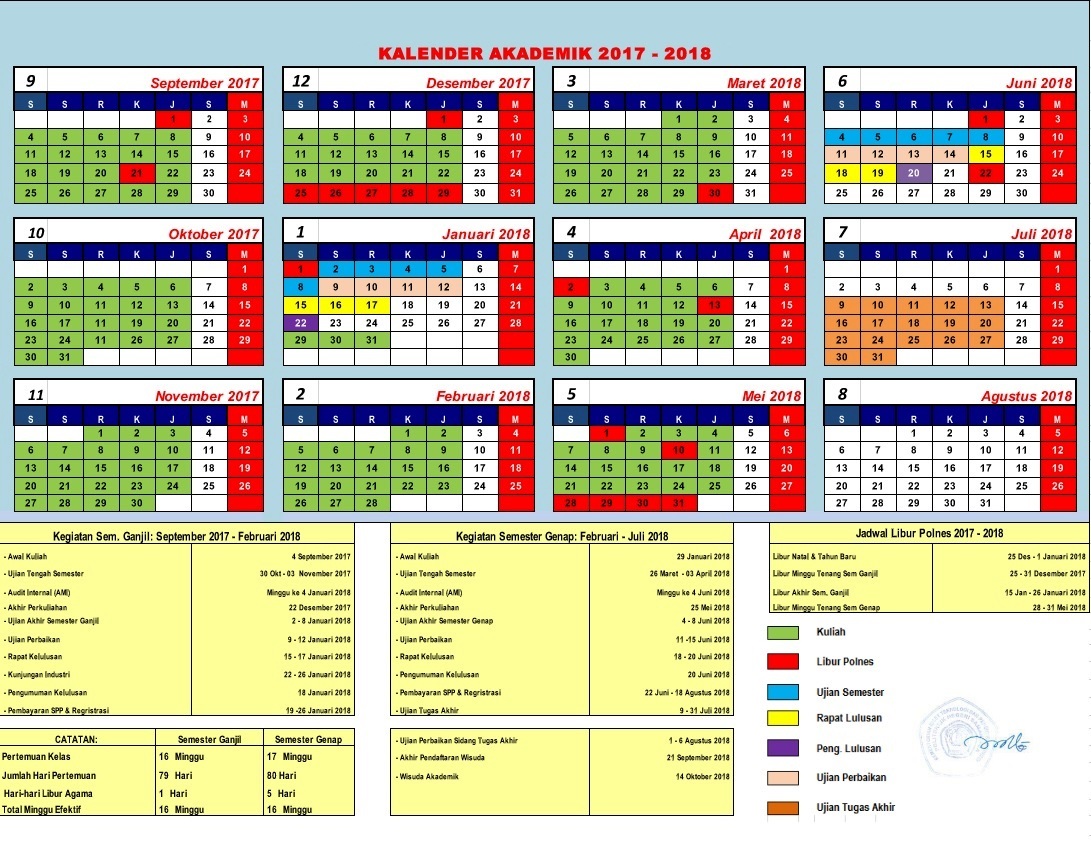 KALENDER AKADEMIK 2017 - 2018
9 September 2017
S S R K J S M
1 2 3
4 5 6 7 8 9 10
11 12 13 14 15 16 17
18 19 20 21 22 23 24
25 26 27 28 29 30
12 Desember 2017
S S R K J S M
1 2 3
4 5 6 7 8 9 10
11 12 13 14 15 16 17
18 19 20 21 22 23 24
25 26 27 28 29 30 31
3 Maret 2018
S S R K J S M
1 2 3 4
5 6 7 8 9 10 11
12 13 14 15 16 17 18
19 20 21 22 23 24 25
26 27 28 29 30 31
6 Juni 2018
S S R K J S M
1 2 3
4 5 6 7 8 9 10
11 12 13 14 15 16 17
18 19 20 20 21 22 23 24
25 26 27 28 29 30
10 Oktober 2017
S S R K J S M
1
2 3 4 5 6 7 8
9 10 11 12 13 14 15
16 17 11 19 20 21 22
23 24 11 26 27 28 29
30 31
1 Januari 2018
S S R K J S M
1 2 3 4 5 6 7
8 9 10 11 12 13 14
15 16 17 18 19 20 21
22 23 24 25 26 27 28
29 30 31
4 April 2018
S S R K J S M
1
2 3 4 5 6 7 8
9 10 11 12 13 14 15
16 17 18 19 20 21 22
23 24 25 26 27 28 29
30
7 Juli 2018
S S R K J S M
1
2 3 4 5 6 7 8
9 10 11 12 13 14 15
16 17 18 19 20 21 22
23 24 25 26 27 28 29
30 31
11 November 2017
S S R K J S M
1 2 3 4 5
6 7 8 9 10 11 12
13 14 15 16 17 18 19
20 21 22 23 24 25 26
27 28 29 30
2 Februari 2018
S S R K J S M
1 2 3 4
5 6 7 8 9 10 11
12 13 14 15 16 17 18
19 20 21 22 23 24 25
26 27 28
5 Mei 2018
S S R K J S M
1 2 3 4 5 6
7 8 9 10 11 12 13
14 15 16 17 18 19 20
21 22 23 24 25 26 27
28 29 30 31
8 Agustus 2018
S S R K J S M
1 2 3 4 5
6 7 8 9 10 11 12
13 14 15 16 17 18 19
20 21 22 23 24 25 26
27 28 29 30 31
Kegiatan Sem. Ganjil: September 2017 - Februari 2018
- Awal Kuliah 4 September 2017
- Ujian Tengah Semester 30 Okt - 03 November 2017
- Audit Internal (AMI) Minggu ke 4 Januari 2018
- Akhir Perkuliahan 22 Desember 2017
- Ujian Akhir Semester Ganjil 2 - 8 Januari 2018
- Ujian Perbaikan 9 - 12 Januari 2018
- Rapat Kelulusan 15 - 17 Januari 2018
- Kunjungan Industri 22 - 26 Januari 2018
- Pengumuman Kelulusan 18 Januari 2018
- Pembayaran SPP & Regristrasi 19 -26 Januari 2018
Kegiatan Semester Genap: Februari - Juli 2018
- Awal Kuliah 29 Januari 2018
- Ujian Tengah Semester 26 Maret - 03 April 2018
- Audit Internal (AMI) Minggu ke 4 Juni 2018
- Akhir Perkuliahan 25 Mei 2018
- Ujian Akhir Semester Genap 4 - 8 Juni 2018
- Ujian Perbaikan 11 -15 Juni 2018
- Rapat Kelulusan 18 - 20 Juni 2018
- Pengumuman Kelulusan 20 Juni 2018
- Pembayaran SPP & Regristrasi 22 Juni - 18 Agustus 2018
- Ujian Tugas Akhir 9 - 31 Juli 2018
Jadwal Libur Polnes 2017 - 2018
Libur Natal & Tahun Baru 25 Des - 1 Januari 2018
Libur Minggu Tenang Sem Ganjil 25 - 31 Desember 2017
Libur Akhir Sem. Ganjil 15 Jan - 26 Januari 2018
Libur Minggu Tenang Sem Genap 28 - 31 Mei 2018
Kuliah
Libur Polnes
Ujian Semester
Rapat Lulusan
Peng. Lulusan
Ujian Perbaikan
Ujian Tugas Akhir
CATATAN: Semester Ganjil Semester Genap
Pertemuan Kelas 16 Minggu 17 Minggu
Jumlah Hari Pertemuan 79 Hari 80 Hari
Hari-hari Libur Agama 1 Hari 5 Hari
Total Minggu Efektif 16 Minggu 16 Minggu
- Ujian Perbaikan Sidang Tugas Akhir 1 - 6 Agustus 2018
- Akhir Pendaftaran Wisuda 21 September 2018
- Wisuda Akademik 14 Oktober 2018